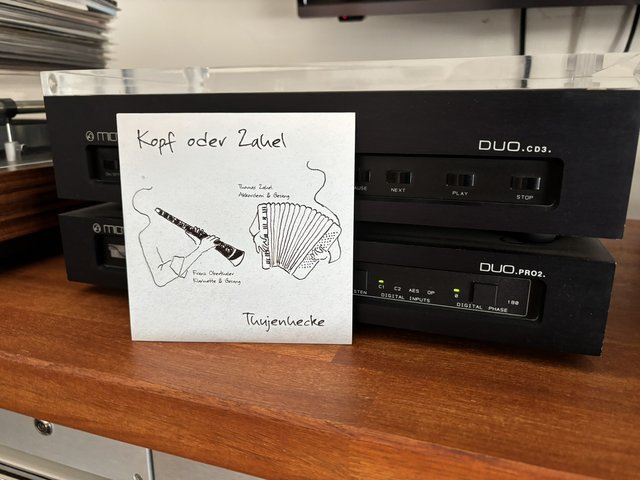 Kopf oder Zahel
Thomas Zahel
Akkordeon & Gesang
Franz Oberthaler
Klarinette & Gesang
Thujenhecke
DUO.CD3.
NEXT
PLAY
STOP
DUO.PRO2.
C1 C2 AES OP
0
180
DIGITAL INPUTS
DIGITAL PHASE